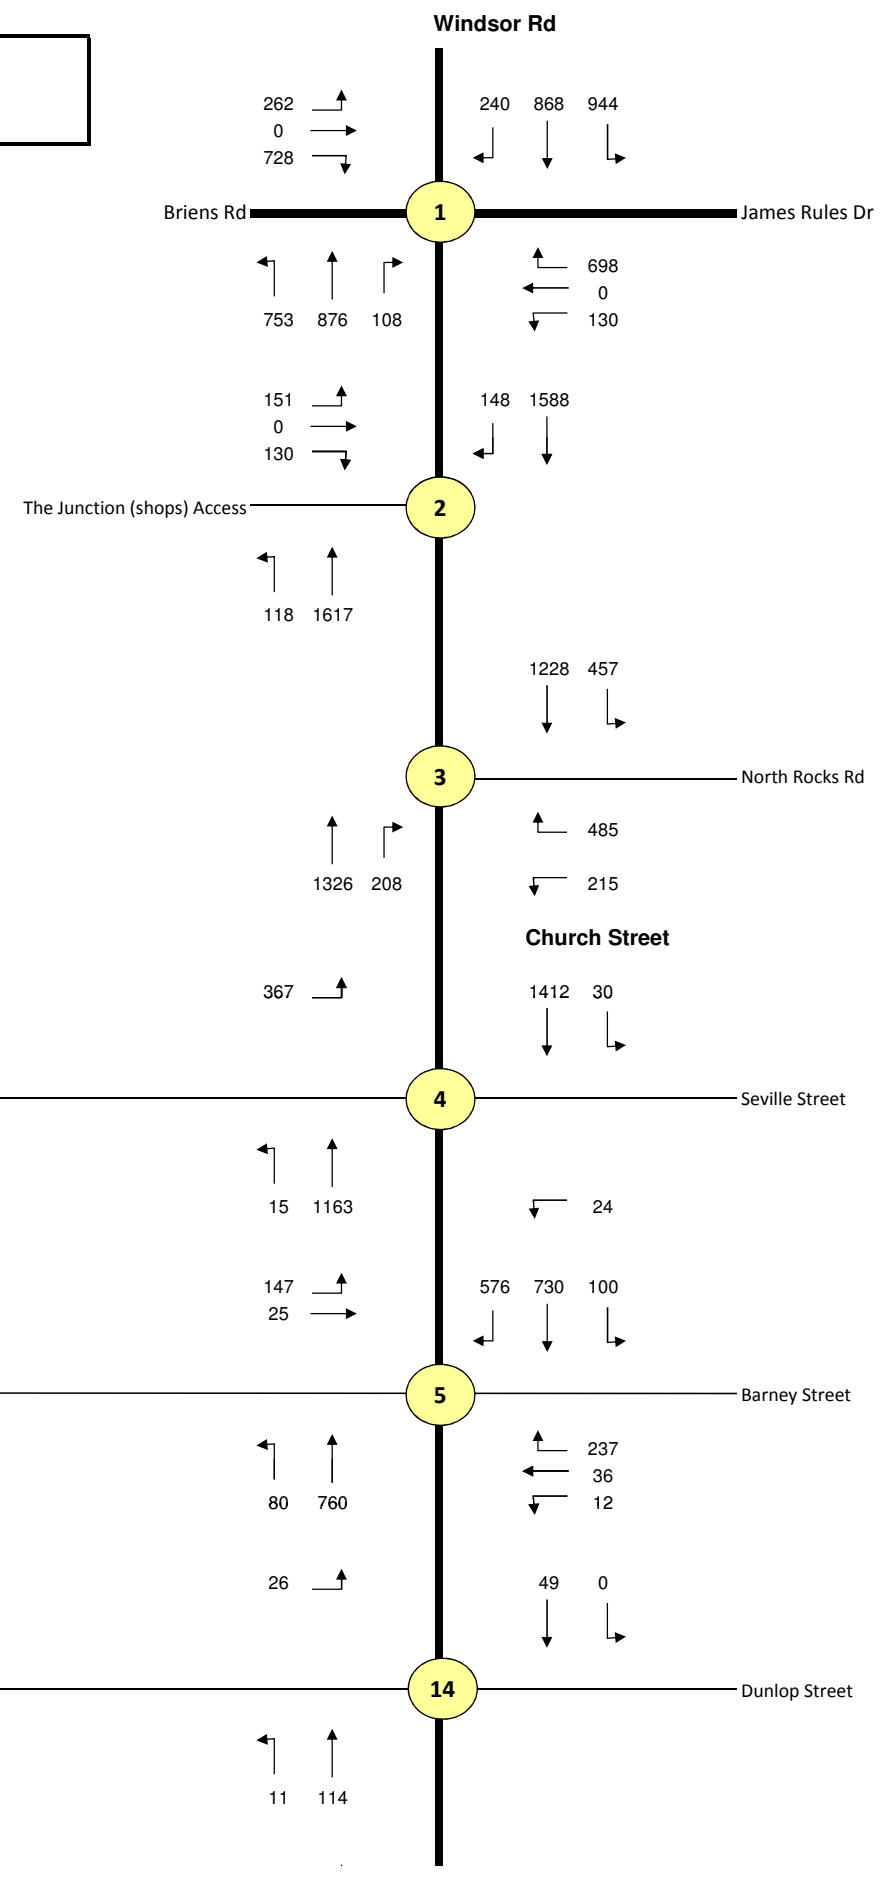 Windsor Rd
262 240 868 944
0
728
Briens Rd 1 James Rules Dr
698
0
753 876 108 130
151 148 1588
0
130
The Junction (shops) Access 2
118 1617
1228 457
3 North Rocks Rd
485
1326 208 215
Church Street
367 1412 30
4 Seville Street
15 1163 24
147 576 730 100
25
5 Barney Street
237
36
80 760 12
26 49 0
14 Dunlop Street
11 114